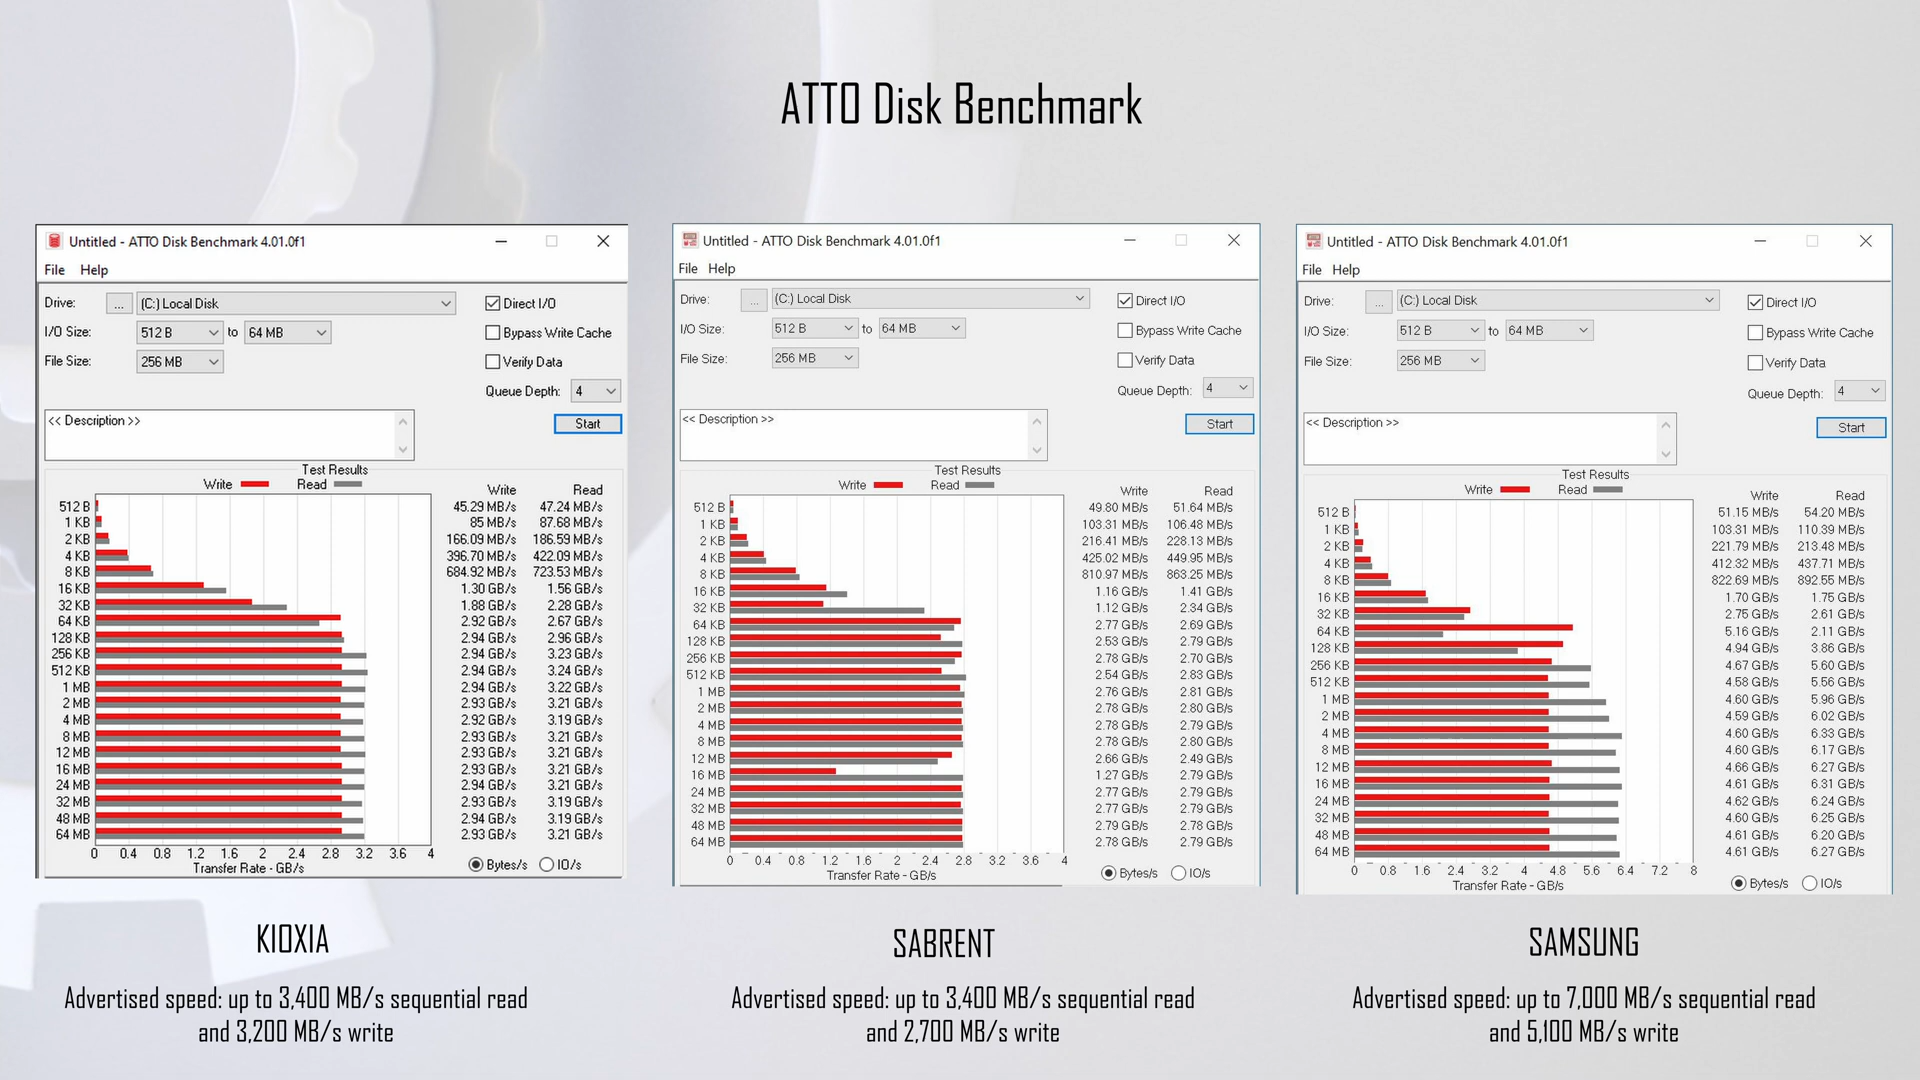 ATTO Disk Benchmark
Untitled - ATTO Disk Benchmark 4.01.0f1
File Help
Drive: ... (C:) Local Disk
Direct I/O
I/O Size: 512 B to 64 MB
Bypass Write Cache
File Size: 256 MB
Verify Data
Queue Depth: 4
<< Description >>
Start
Test Results
Write Read
Write Read
512 B 45.29 MB/s 47.24 MB/s
1 KB 85 MB/s 87.68 MB/s
2 KB 166.09 MB/s 186.59 MB/s
4 KB 396.70 MB/s 422.09 MB/s
8 KB 684.92 MB/s 723.53 MB/s
16 KB 1.30 GB/s 1.56 GB/s
32 KB 1.88 GB/s 2.28 GB/s
64 KB 2.92 GB/s 2.67 GB/s
128 KB 2.94 GB/s 2.96 GB/s
256 KB 2.94 GB/s 3.23 GB/s
512 KB 2.94 GB/s 3.24 GB/s
1 MB 2.94 GB/s 3.22 GB/s
2 MB 2.93 GB/s 3.21 GB/s
4 MB 2.92 GB/s 3.19 GB/s
8 MB 2.93 GB/s 3.21 GB/s
12 MB 2.93 GB/s 3.21 GB/s
16 MB 2.93 GB/s 3.21 GB/s
24 MB 2.94 GB/s 3.21 GB/s
32 MB 2.93 GB/s 3.19 GB/s
48 MB 2.94 GB/s 3.19 GB/s
64 MB 2.93 GB/s 3.21 GB/s
0 0.4 0.8 1.2 1.6 2 2.4 2.8 3.2 3.6 4
Transfer Rate - GB/s
Bytes/s IO/s
KIOXIA
Advertised speed: up to 3,400 MB/s sequential read
and 3,200 MB/s write
Untitled - ATTO Disk Benchmark 4.01.0f1
File Help
Drive: ... (C:) Local Disk
Direct I/O
I/O Size: 512 B to 64 MB
Bypass Write Cache
File Size: 256 MB
Verify Data
Queue Depth: 4
<< Description >>
Start
Test Results
Write Read
Write Read
512 B 49.80 MB/s 51.64 MB/s
1 KB 103.31 MB/s 106.48 MB/s
2 KB 216.41 MB/s 228.13 MB/s
4 KB 425.02 MB/s 449.95 MB/s
8 KB 810.97 MB/s 863.25 MB/s
16 KB 1.16 GB/s 1.41 GB/s
32 KB 1.12 GB/s 2.34 GB/s
64 KB 2.77 GB/s 2.69 GB/s
128 KB 2.53 GB/s 2.79 GB/s
256 KB 2.78 GB/s 2.70 GB/s
512 KB 2.54 GB/s 2.83 GB/s
1 MB 2.76 GB/s 2.81 GB/s
2 MB 2.78 GB/s 2.80 GB/s
4 MB 2.78 GB/s 2.79 GB/s
8 MB 2.78 GB/s 2.80 GB/s
12 MB 2.66 GB/s 2.49 GB/s
16 MB 1.27 GB/s 2.79 GB/s
24 MB 2.77 GB/s 2.79 GB/s
32 MB 2.77 GB/s 2.79 GB/s
48 MB 2.79 GB/s 2.78 GB/s
64 MB 2.78 GB/s 2.79 GB/s
0 0.4 0.8 1.2 1.6 2 2.4 2.8 3.2 3.6 4
Transfer Rate - GB/s
Bytes/s IO/s
SABRENT
Advertised speed: up to 3,400 MB/s sequential read
and 2,700 MB/s write
Untitled - ATTO Disk Benchmark 4.01.0f1
File Help
Drive: ... (C:) Local Disk
Direct I/O
I/O Size: 512 B to 64 MB
Bypass Write Cache
File Size: 256 MB
Verify Data
Queue Depth: 4
<< Description >>
Start
Test Results
Write Read
Write Read
512 B 51.15 MB/s 54.20 MB/s
1 KB 103.31 MB/s 110.39 MB/s
2 KB 221.79 MB/s 213.48 MB/s
4 KB 412.32 MB/s 437.71 MB/s
8 KB 822.69 MB/s 892.55 MB/s
16 KB 1.70 GB/s 1.75 GB/s
32 KB 2.75 GB/s 2.61 GB/s
64 KB 5.16 GB/s 2.11 GB/s
128 KB 4.94 GB/s 3.86 GB/s
256 KB 4.67 GB/s 5.60 GB/s
512 KB 4.58 GB/s 5.56 GB/s
1 MB 4.60 GB/s 5.96 GB/s
2 MB 4.59 GB/s 6.02 GB/s
4 MB 4.60 GB/s 6.33 GB/s
8 MB 4.60 GB/s 6.17 GB/s
12 MB 4.66 GB/s 6.27 GB/s
16 MB 4.61 GB/s 6.31 GB/s
24 MB 4.62 GB/s 6.24 GB/s
32 MB 4.60 GB/s 6.25 GB/s
48 MB 4.61 GB/s 6.20 GB/s
64 MB 4.61 GB/s 6.27 GB/s
0 0.8 1.6 2.4 3.2 4 4.8 5.6 6.4 7.2 8
Transfer Rate - GB/s
Bytes/s IO/s
SAMSUNG
Advertised speed: up to 7,000 MB/s sequential read
and 5,100 MB/s write